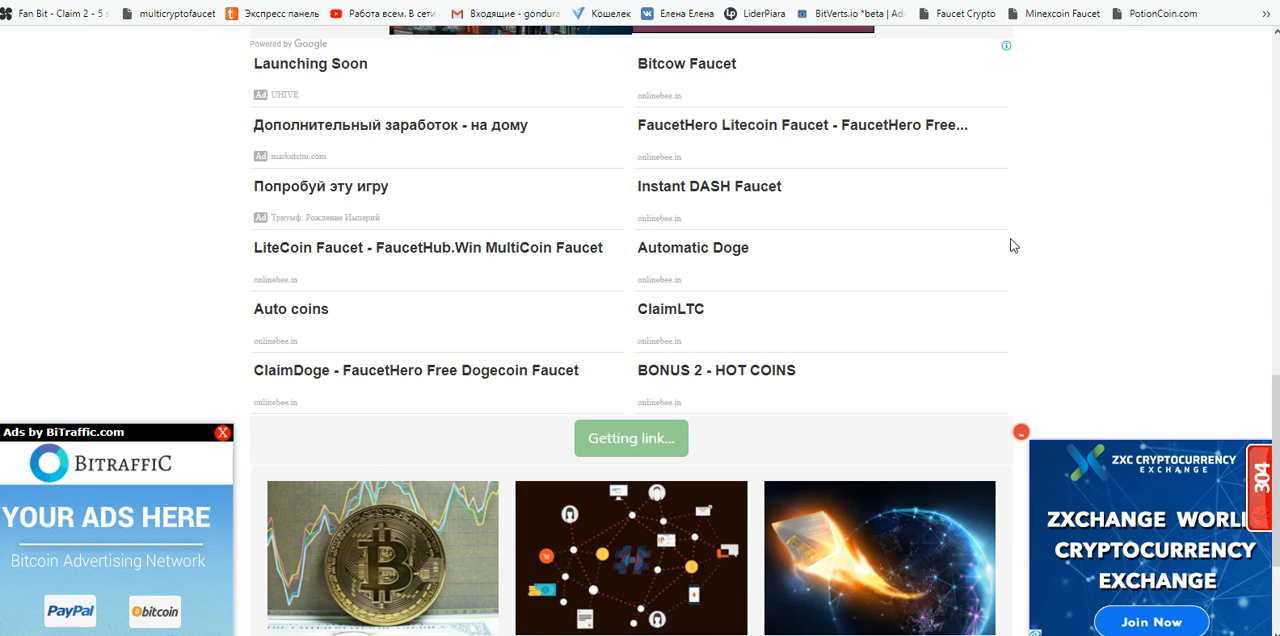 Fan Bit - Claim 2 - 5 s
multicryptofaucet
Экспресс панель
Работа всем. В сети
Входящие - gondura
Кошелек
Елена Елена
LiderPiara
BitVerts.io *beta | Ad
Faucet Crypto
Minexcoin Faucet
PotionCoin.com
Powered by Google
Launching Soon
Ad UHIVE
Bitcow Faucet
onlinebee.in
Дополнительный заработок - на дому
Ad marketstm.com
FaucetHero Litecoin Faucet - FaucetHero Free...
onlinebee.in
Попробуй эту игру
Ad Триумф: Рождение Империй
Instant DASH Faucet
onlinebee.in
LiteCoin Faucet - FaucetHub.Win MultiCoin Faucet
onlinebee.in
Automatic Doge
onlinebee.in
Auto coins
onlinebee.in
ClaimLTC
onlinebee.in
ClaimDoge - FaucetHero Free Dogecoin Faucet
onlinebee.in
BONUS 2 - HOT COINS
onlinebee.in
Getting link...
Ads by BiTraffic.com X
BITRAFFIC
YOUR ADS HERE
Bitcoin Advertising Network
PayPal
bitcoin
ZXC CRYPTOCURRENCY
EXCHANGE
304
ZXCHANGE WORL
CRYPTOCURRENCY
EXCHANGE
Join Now